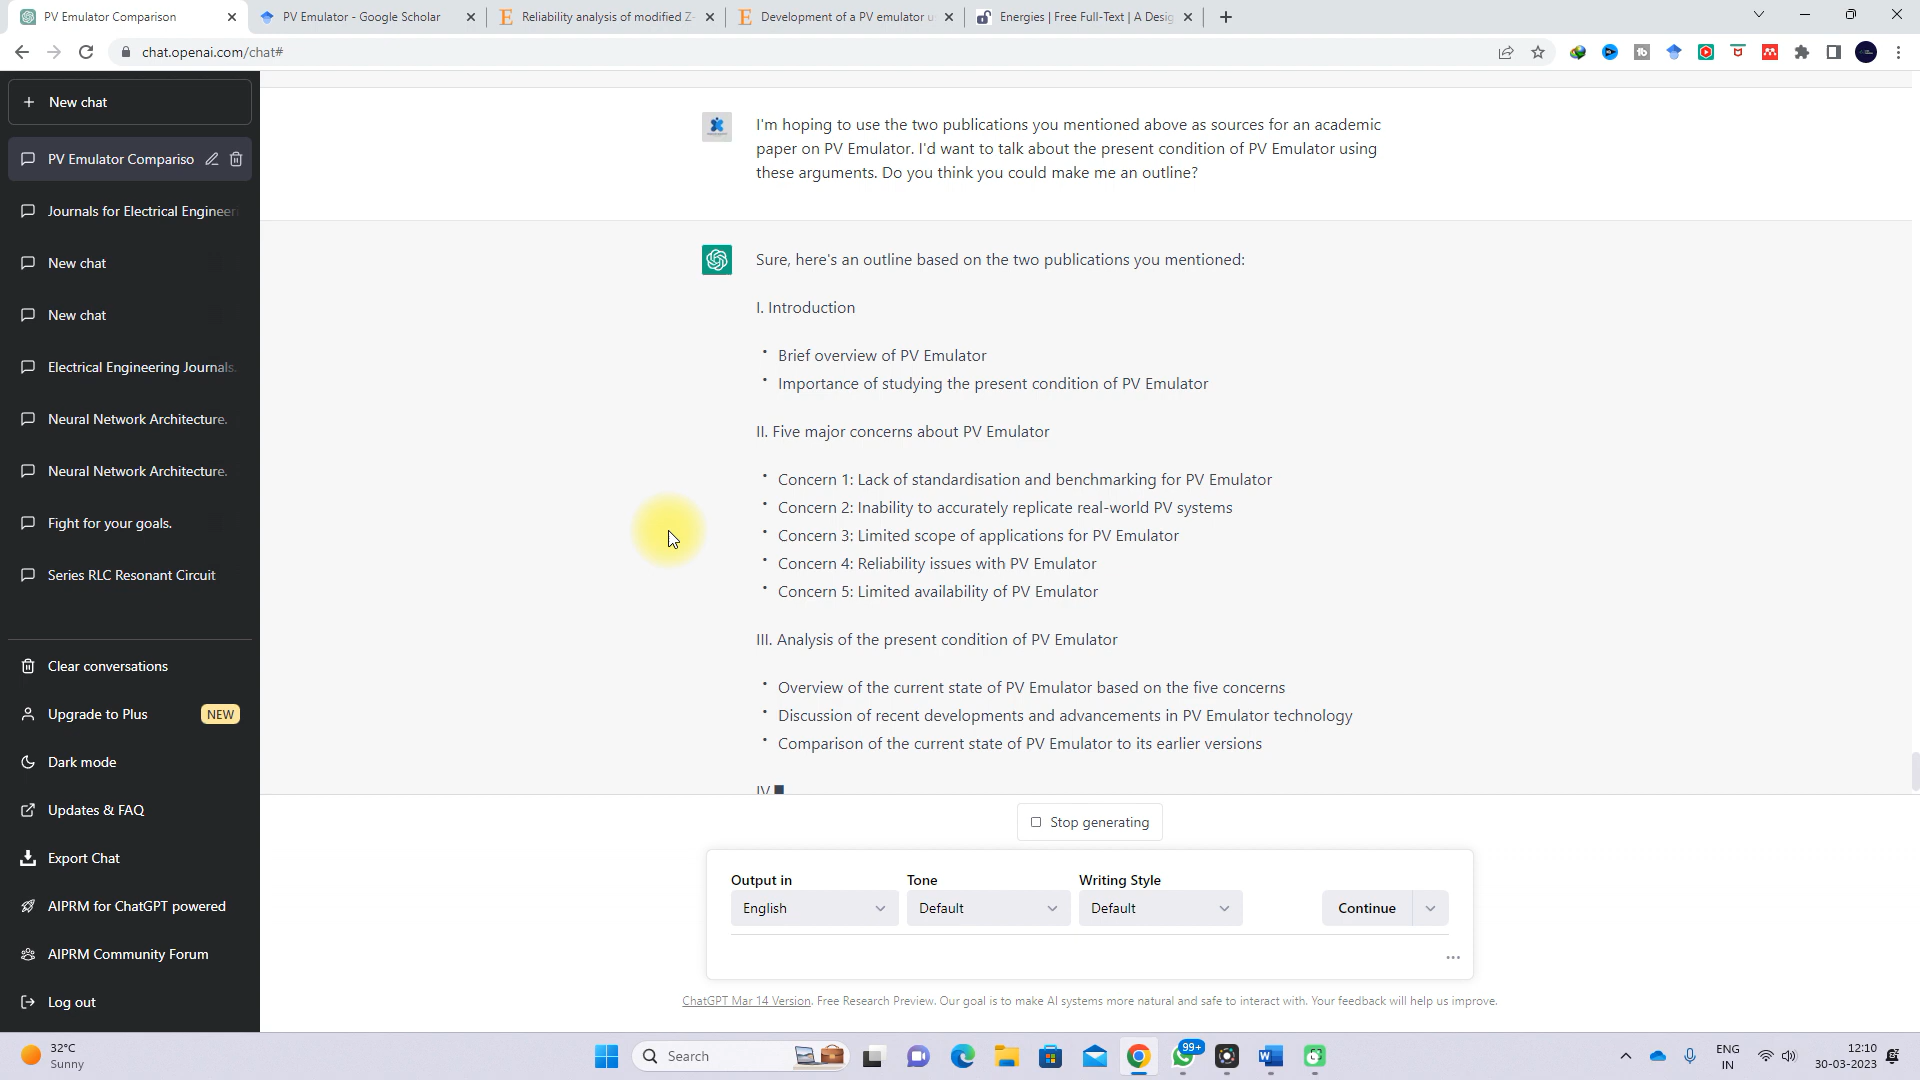 PV Emulator Comparison
PV Emulator - Google Scholar
Reliability analysis of modified Z-
Development of a PV emulator u
Energies | Free Full-Text | A Desig
chat.openai.com/chat#
New chat
PV Emulator Compariso
Journals for Electrical Engineer
New chat
New chat
Electrical Engineering Journals.
Neural Network Architecture.
Neural Network Architecture.
Fight for your goals.
Series RLC Resonant Circuit
Clear conversations
Upgrade to Plus NEW
Dark mode
Updates & FAQ
Export Chat
AIPRM for ChatGPT powered
AIPRM Community Forum
Log out
I'm hoping to use the two publications you mentioned above as sources for an academic
paper on PV Emulator. I'd want to talk about the present condition of PV Emulator using
these arguments. Do you think you could make me an outline?
Sure, here's an outline based on the two publications you mentioned:
I. Introduction
• Brief overview of PV Emulator
• Importance of studying the present condition of PV Emulator
II. Five major concerns about PV Emulator
• Concern 1: Lack of standardisation and benchmarking for PV Emulator
• Concern 2: Inability to accurately replicate real-world PV systems
• Concern 3: Limited scope of applications for PV Emulator
• Concern 4: Reliability issues with PV Emulator
• Concern 5: Limited availability of PV Emulator
III. Analysis of the present condition of PV Emulator
• Overview of the current state of PV Emulator based on the five concerns
• Discussion of recent developments and advancements in PV Emulator technology
• Comparison of the current state of PV Emulator to its earlier versions
IV
Stop generating
Output in
Tone
Writing Style
English
Default
Default
Continue
ChatGPT Mar 14 Version. Free Research Preview. Our goal is to make AI systems more natural and safe to interact with. Your feedback will help us improve.
32°C
Sunny
Search
99+
ENG
IN
12:10
30-03-2023